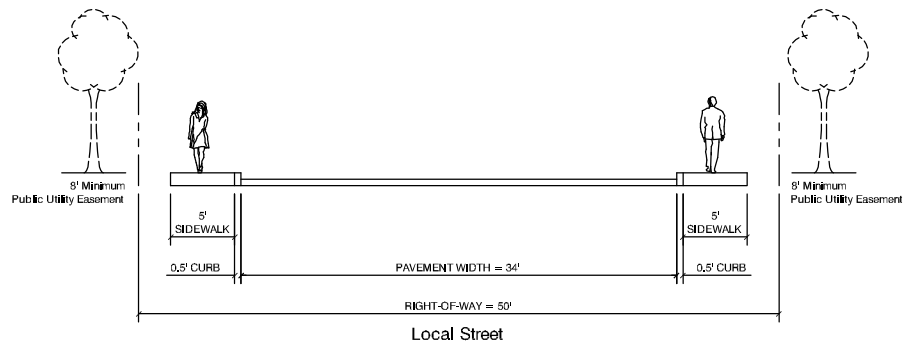 8' Minimum
Public Utility Easement
8' Minimum
Public Utility Easement
5'
SIDEWALK
5'
SIDEWALK
0.5' CURB
PAVEMENT WIDTH = 34'
0.5' CURB
RIGHT-OF-WAY = 50'
Local Street